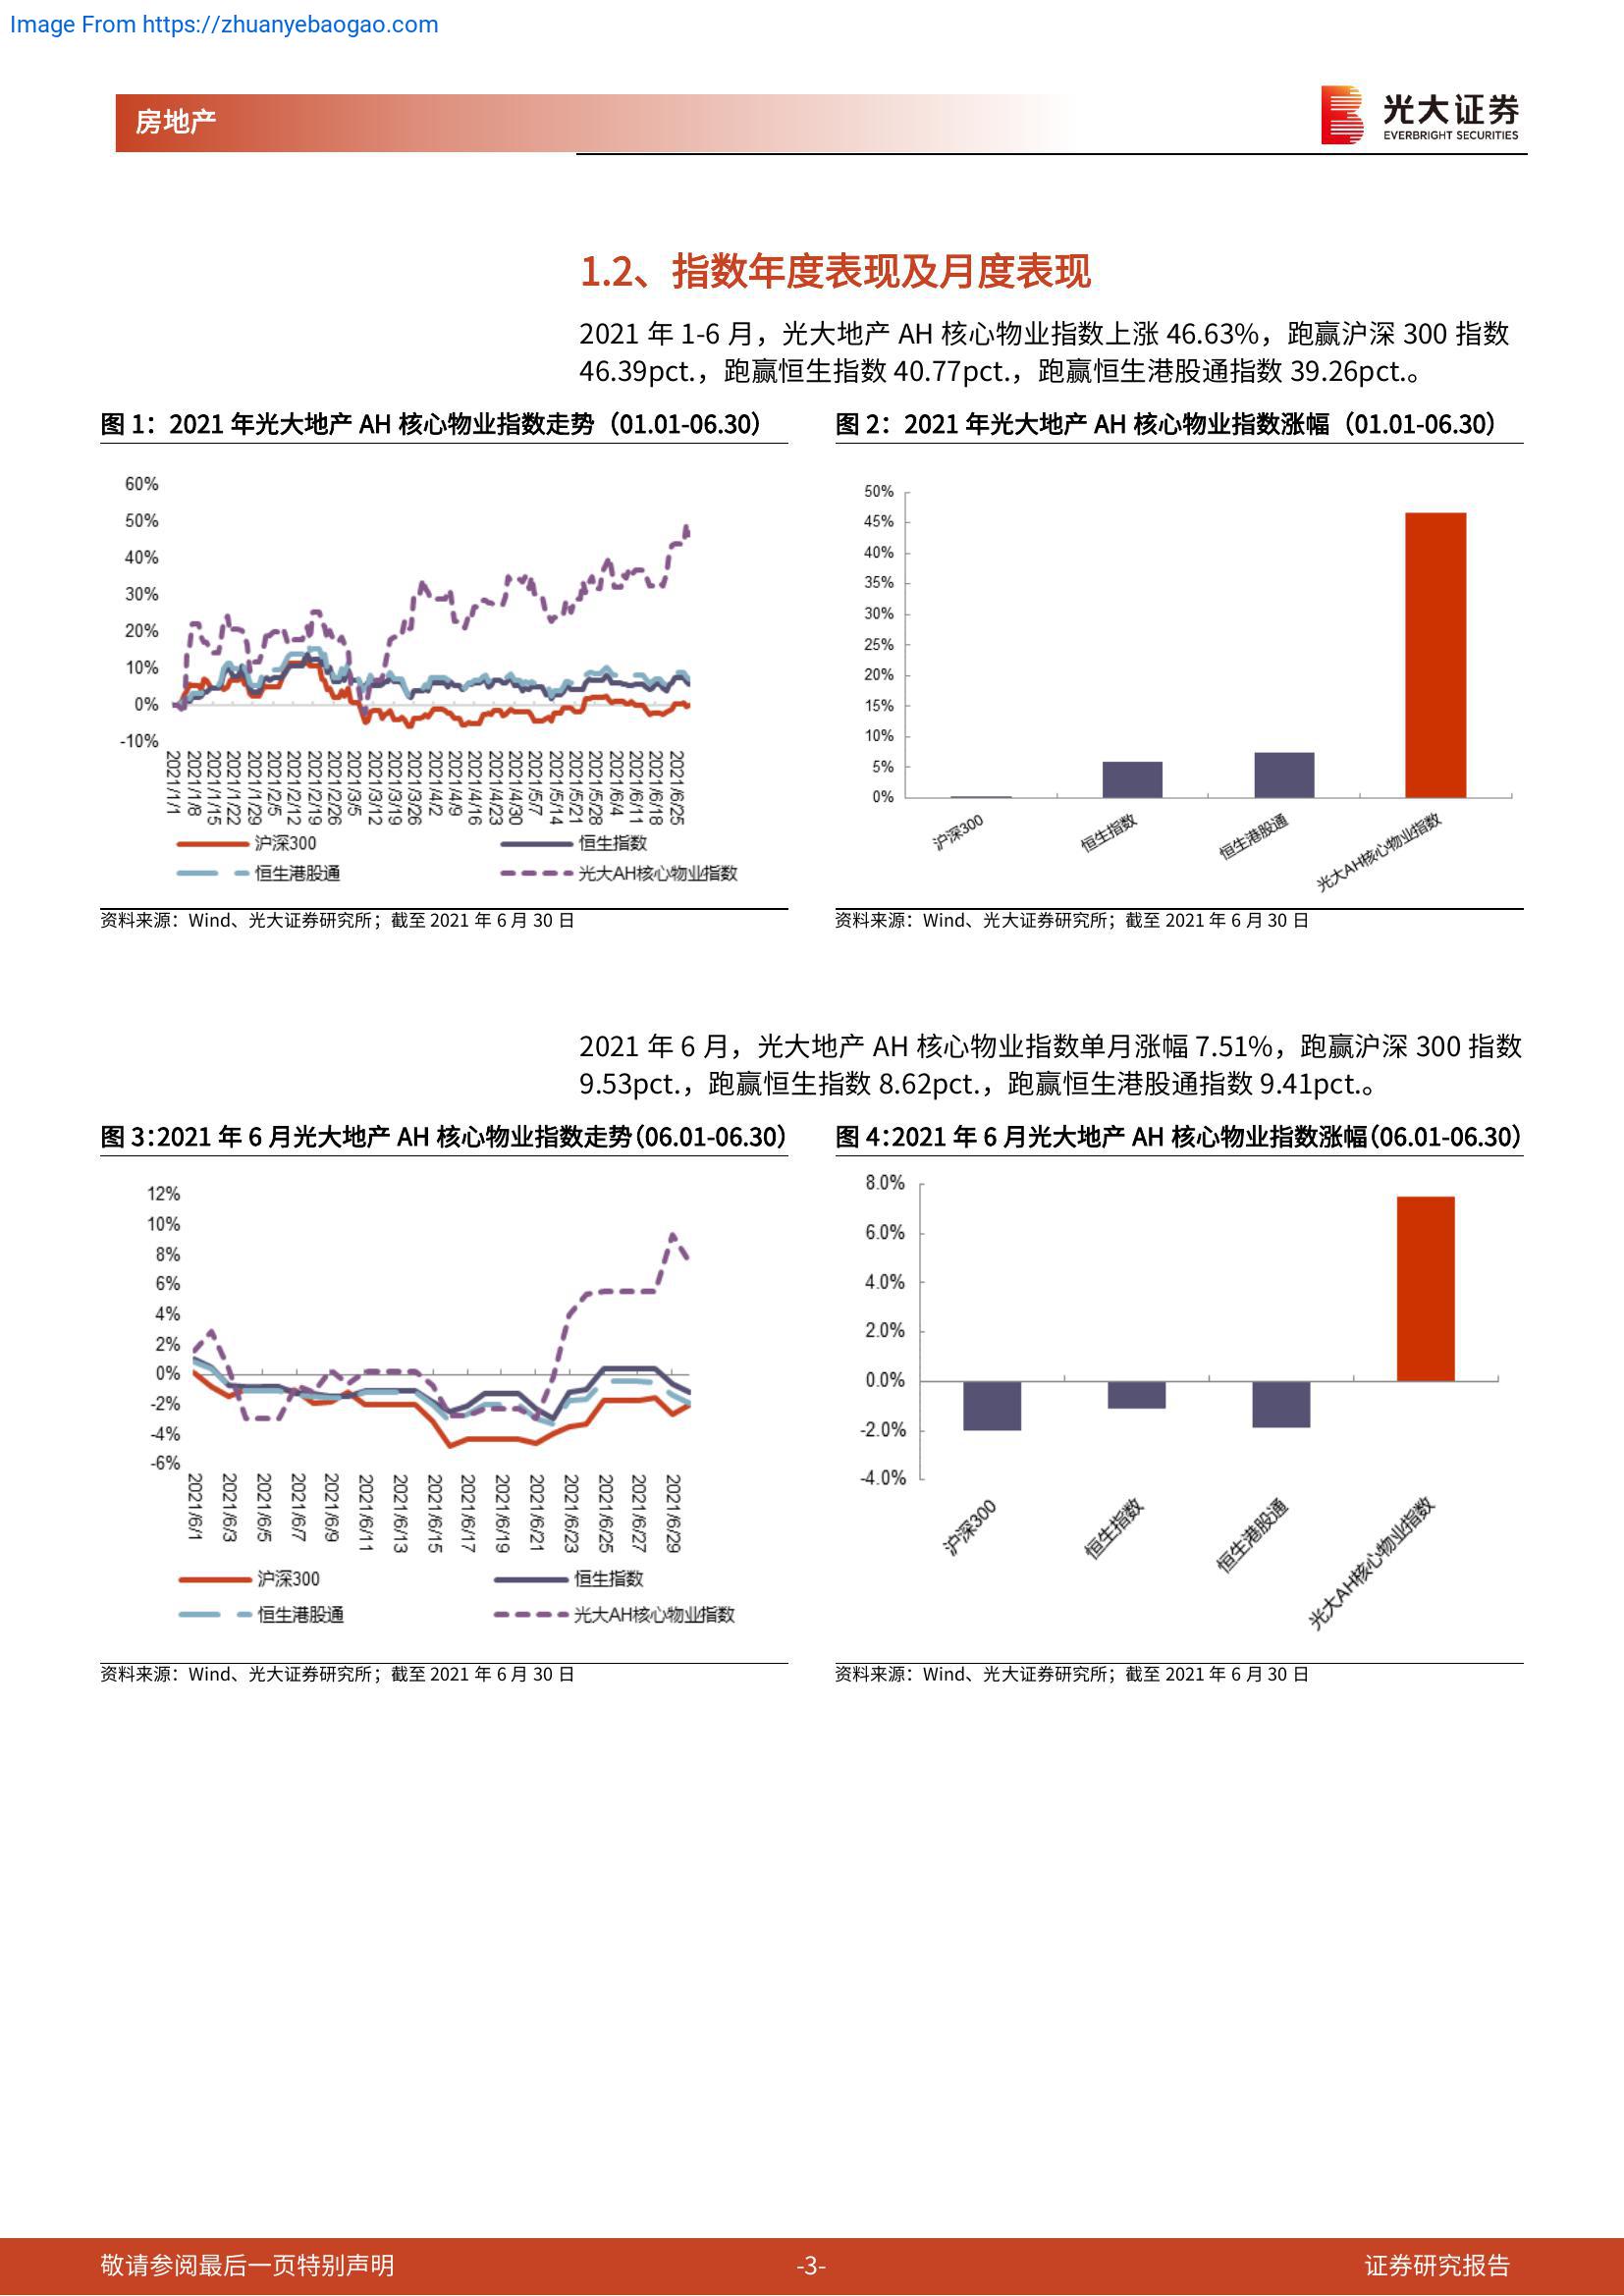 Image From https://zhuanyebaogao.com
房地产
光大证券
EVERBRIGHT SECURITIES
1.2、指数年度表现及月度表现
2021 年 1-6 月，光大地产 AH 核心物业指数上涨 46.63%，跑赢沪深 300 指数
46.39pct.，跑赢恒生指数 40.77pct.，跑赢恒生港股通指数 39.26pct.。
图 1：2021 年光大地产 AH 核心物业指数走势（01.01-06.30）
60%
50%
40%
30%
20%
10%
0%
-10%
2021/1/1
2021/1/8
2021/1/15
2021/1/22
2021/1/29
2021/2/5
2021/2/12
2021/2/19
2021/2/26
2021/3/5
2021/3/12
2021/3/19
2021/3/26
2021/4/2
2021/4/9
2021/4/16
2021/4/23
2021/4/30
2021/5/7
2021/5/14
2021/5/21
2021/5/28
2021/6/4
2021/6/11
2021/6/18
2021/6/25
沪深300
恒生指数
恒生港股通
光大AH核心物业指数
资料来源：Wind、光大证券研究所；截至 2021 年 6 月 30 日
图 2：2021 年光大地产 AH 核心物业指数涨幅（01.01-06.30）
50%
45%
40%
35%
30%
25%
20%
15%
10%
5%
0%
沪深300
恒生指数
恒生港股通
光大AH核心物业指数
资料来源：Wind、光大证券研究所；截至 2021 年 6 月 30 日
2021 年 6 月，光大地产 AH 核心物业指数单月涨幅 7.51%，跑赢沪深 300 指数
9.53pct.，跑赢恒生指数 8.62pct.，跑赢恒生港股通指数 9.41pct.。
图 3：2021 年 6 月光大地产 AH 核心物业指数走势（06.01-06.30）
12%
10%
8%
6%
4%
2%
0%
-2%
-4%
-6%
2021/6/1
2021/6/3
2021/6/5
2021/6/7
2021/6/9
2021/6/11
2021/6/13
2021/6/15
2021/6/17
2021/6/19
2021/6/21
2021/6/23
2021/6/25
2021/6/27
2021/6/29
沪深300
恒生指数
恒生港股通
光大AH核心物业指数
资料来源：Wind、光大证券研究所；截至 2021 年 6 月 30 日
图 4：2021 年 6 月光大地产 AH 核心物业指数涨幅（06.01-06.30）
8.0%
6.0%
4.0%
2.0%
0.0%
-2.0%
-4.0%
沪深300
恒生指数
恒生港股通
光大AH核心物业指数
资料来源：Wind、光大证券研究所；截至 2021 年 6 月 30 日
敬请参阅最后一页特别声明
-3-
证券研究报告